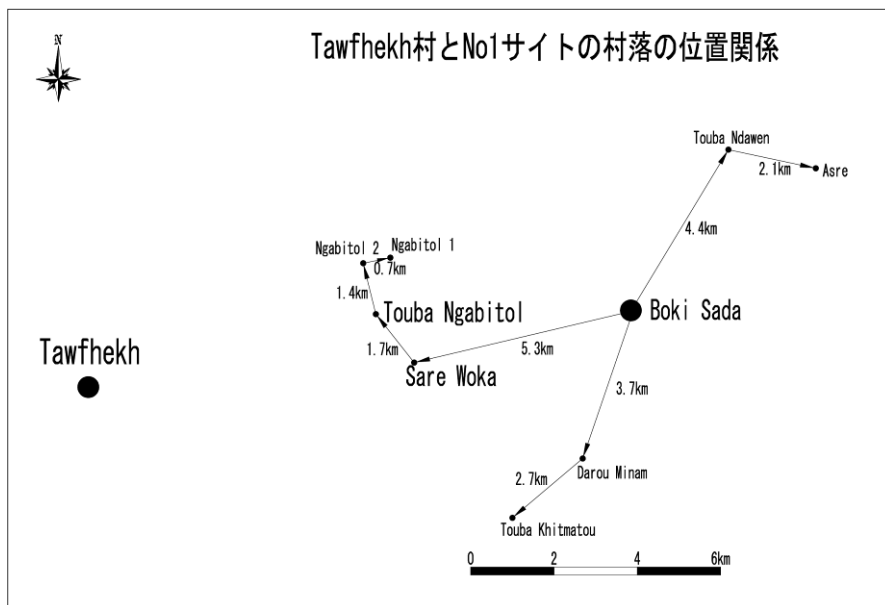 Tawfhekh村とNo1サイトの村落の位置関係
N
Touba Ndawen
2.1km
Asre
4.4km
Ngabitol 2
Ngabitol 1
0.7km
1.4km
Touba Ngabitol
Boki Sada
Tawfhekh
1.7km
5.3km
Sare Woka
3.7km
2.7km
Darou Minam
Touba Khitmatou
0 2 4 6km